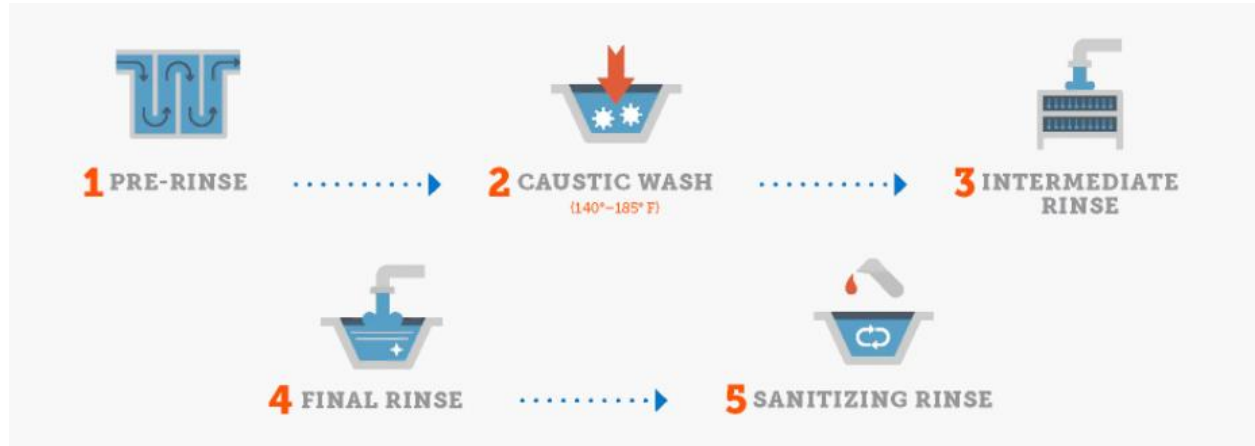 1 PRE-RINSE
2 CAUSTIC WASH
(140°–185° F)
3 INTERMEDIATE
RINSE
4 FINAL RINSE
5 SANITIZING RINSE